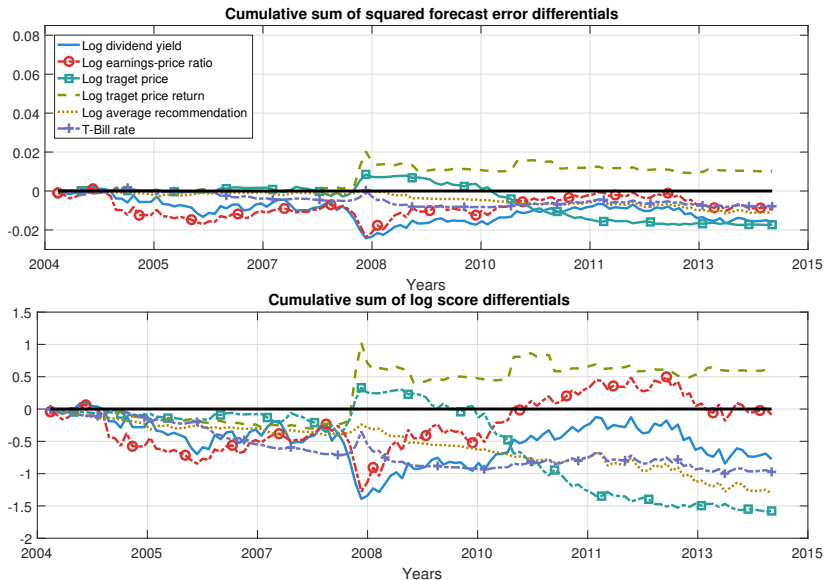 Cumulative sum of squared forecast error differentials
0.08
0.06
0.04
0.02
0
-0.02
Log dividend yield
Log earnings-price ratio
Log traget price
Log traget price return
Log average recommendation
T-Bill rate
2004 2005 2007 2008 2010 2011 2013 2015
Years
Cumulative sum of log score differentials
1.5
1
0.5
0
-0.5
-1
-1.5
-2
2004 2005 2007 2008 2010 2011 2013 2015
Years